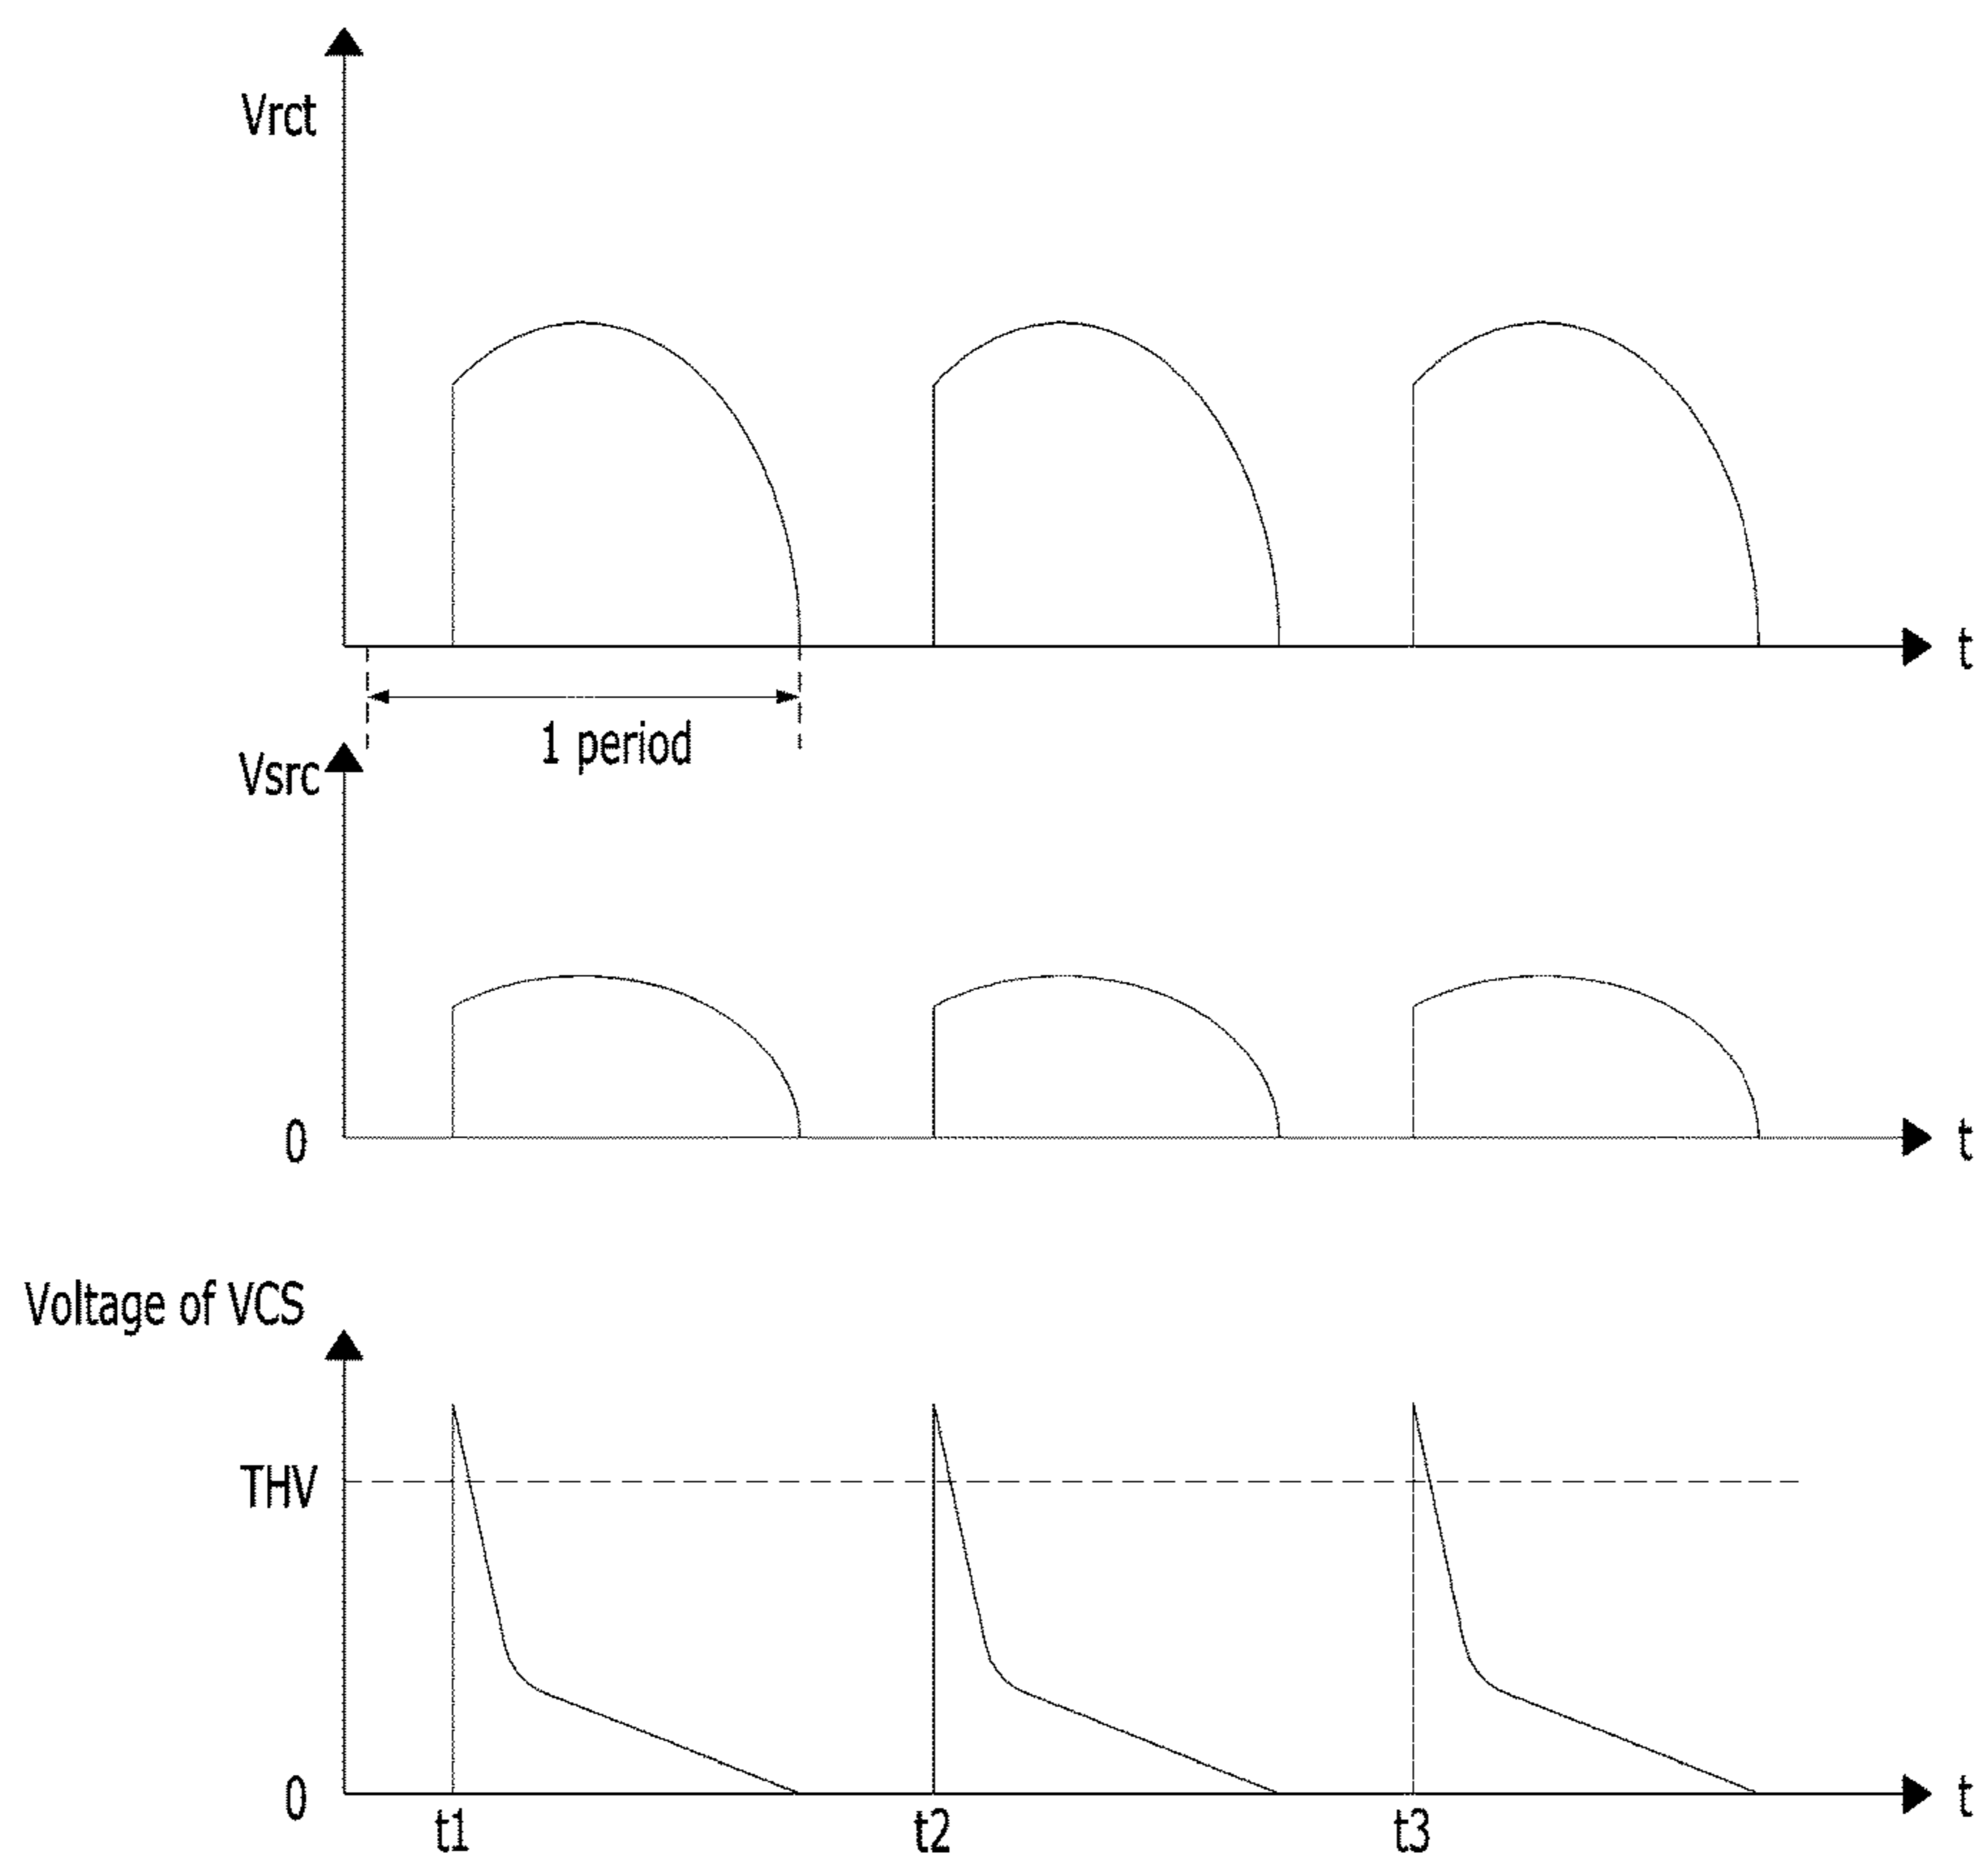 Vrct
t
1 period
Vsrc
0
t
Voltage of VCS
THV
0
t
t1
t2
t3